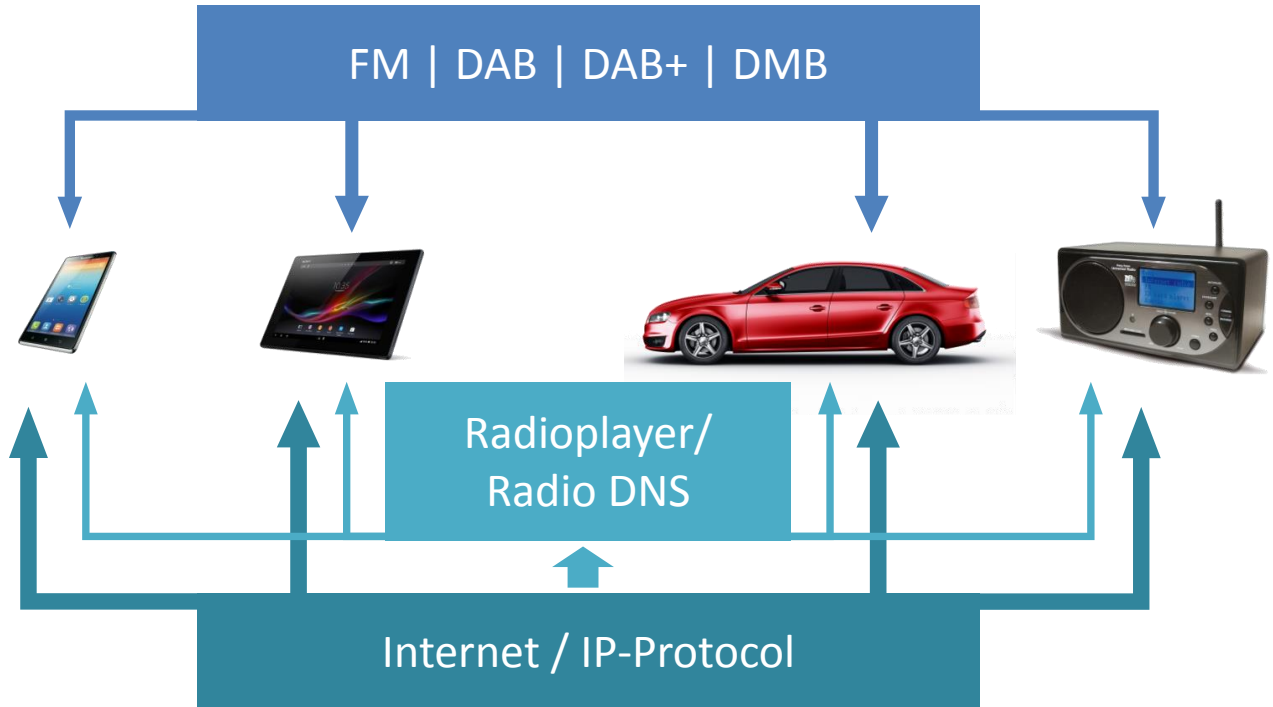 FM | DAB | DAB+ | DMB
Radioplayer/
Radio DNS
Internet / IP-Protocol